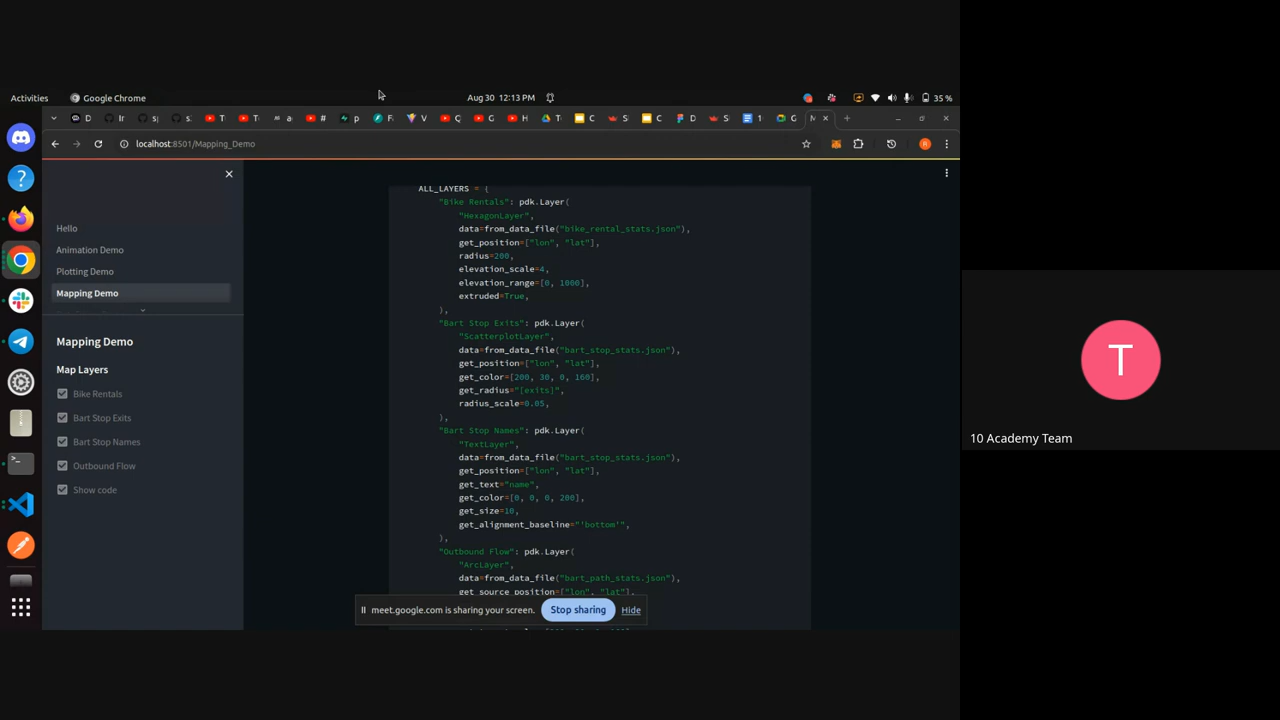 Activities
Google Chrome
Aug 30 12:13 PM
35 %
localhost:8501/Mapping_Demo
Hello
Animation Demo
Plotting Demo
Mapping Demo
Mapping Demo
Map Layers
Bike Rentals
Bart Stop Exits
Bart Stop Names
Outbound Flow
Show code
ALL_LAYERS = {
"Bike Rentals": pdk.Layer(
"HexagonLayer",
data=from_data_file("bike_rental_stats.json"),
get_position=["lon", "lat"],
radius=200,
elevation_scale=4,
elevation_range=[0, 1000],
extruded=True,
),
"Bart Stop Exits": pdk.Layer(
"ScatterplotLayer",
data=from_data_file("bart_stop_stats.json"),
get_position=["lon", "lat"],
get_color=[200, 30, 0, 160],
get_radius="[exits]",
radius_scale=0.05,
),
"Bart Stop Names": pdk.Layer(
"TextLayer",
data=from_data_file("bart_stop_stats.json"),
get_position=["lon", "lat"],
get_text="name",
get_color=[0, 0, 0, 200],
get_size=10,
get_alignment_baseline="'bottom'",
),
"Outbound Flow": pdk.Layer(
"ArcLayer",
data=from_data_file("bart_path_stats.json"),
get_source_position=["lon", "lat"],
meet.google.com is sharing your screen.
Stop sharing
Hide
T
10 Academy Team